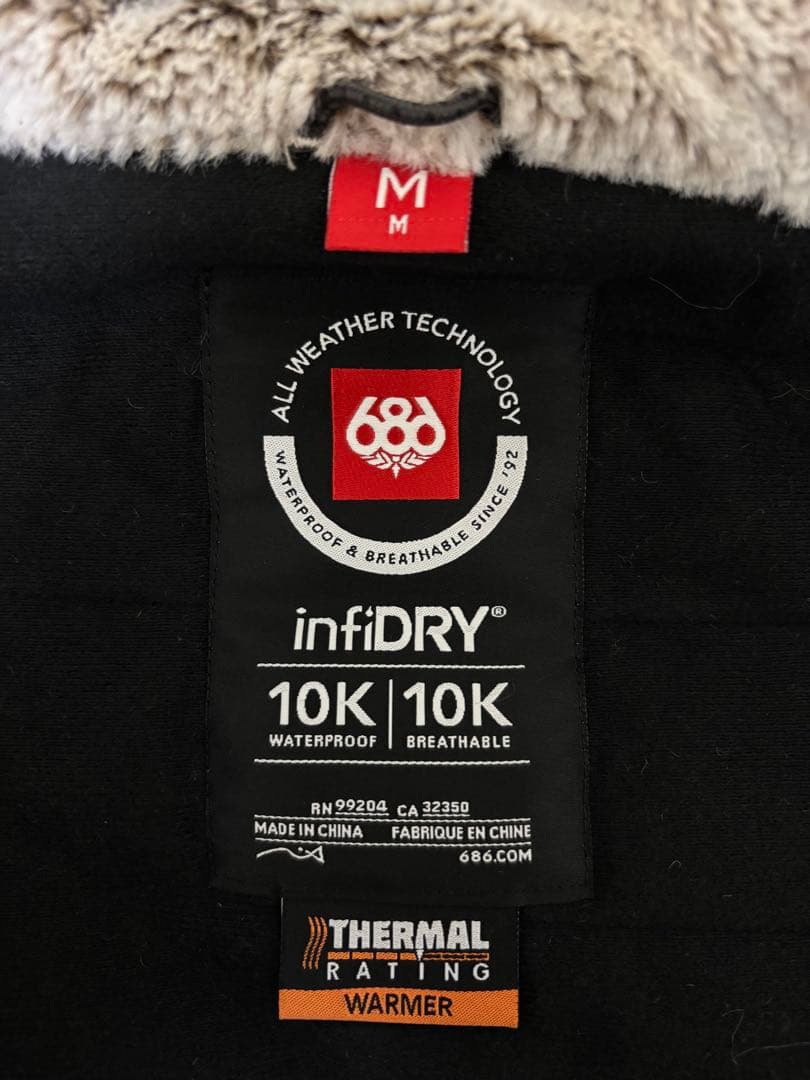 M
M
ALL WEATHER TECHNOLOGY
686
WATERPROOF & BREATHABLE SINCE '92
infiDRY®
10K | 10K
WATERPROOF BREATHABLE
RN 99204 CA 32350
MADE IN CHINA FABRIQUE EN CHINE
686.COM
THERMAL
RATING
WARMER